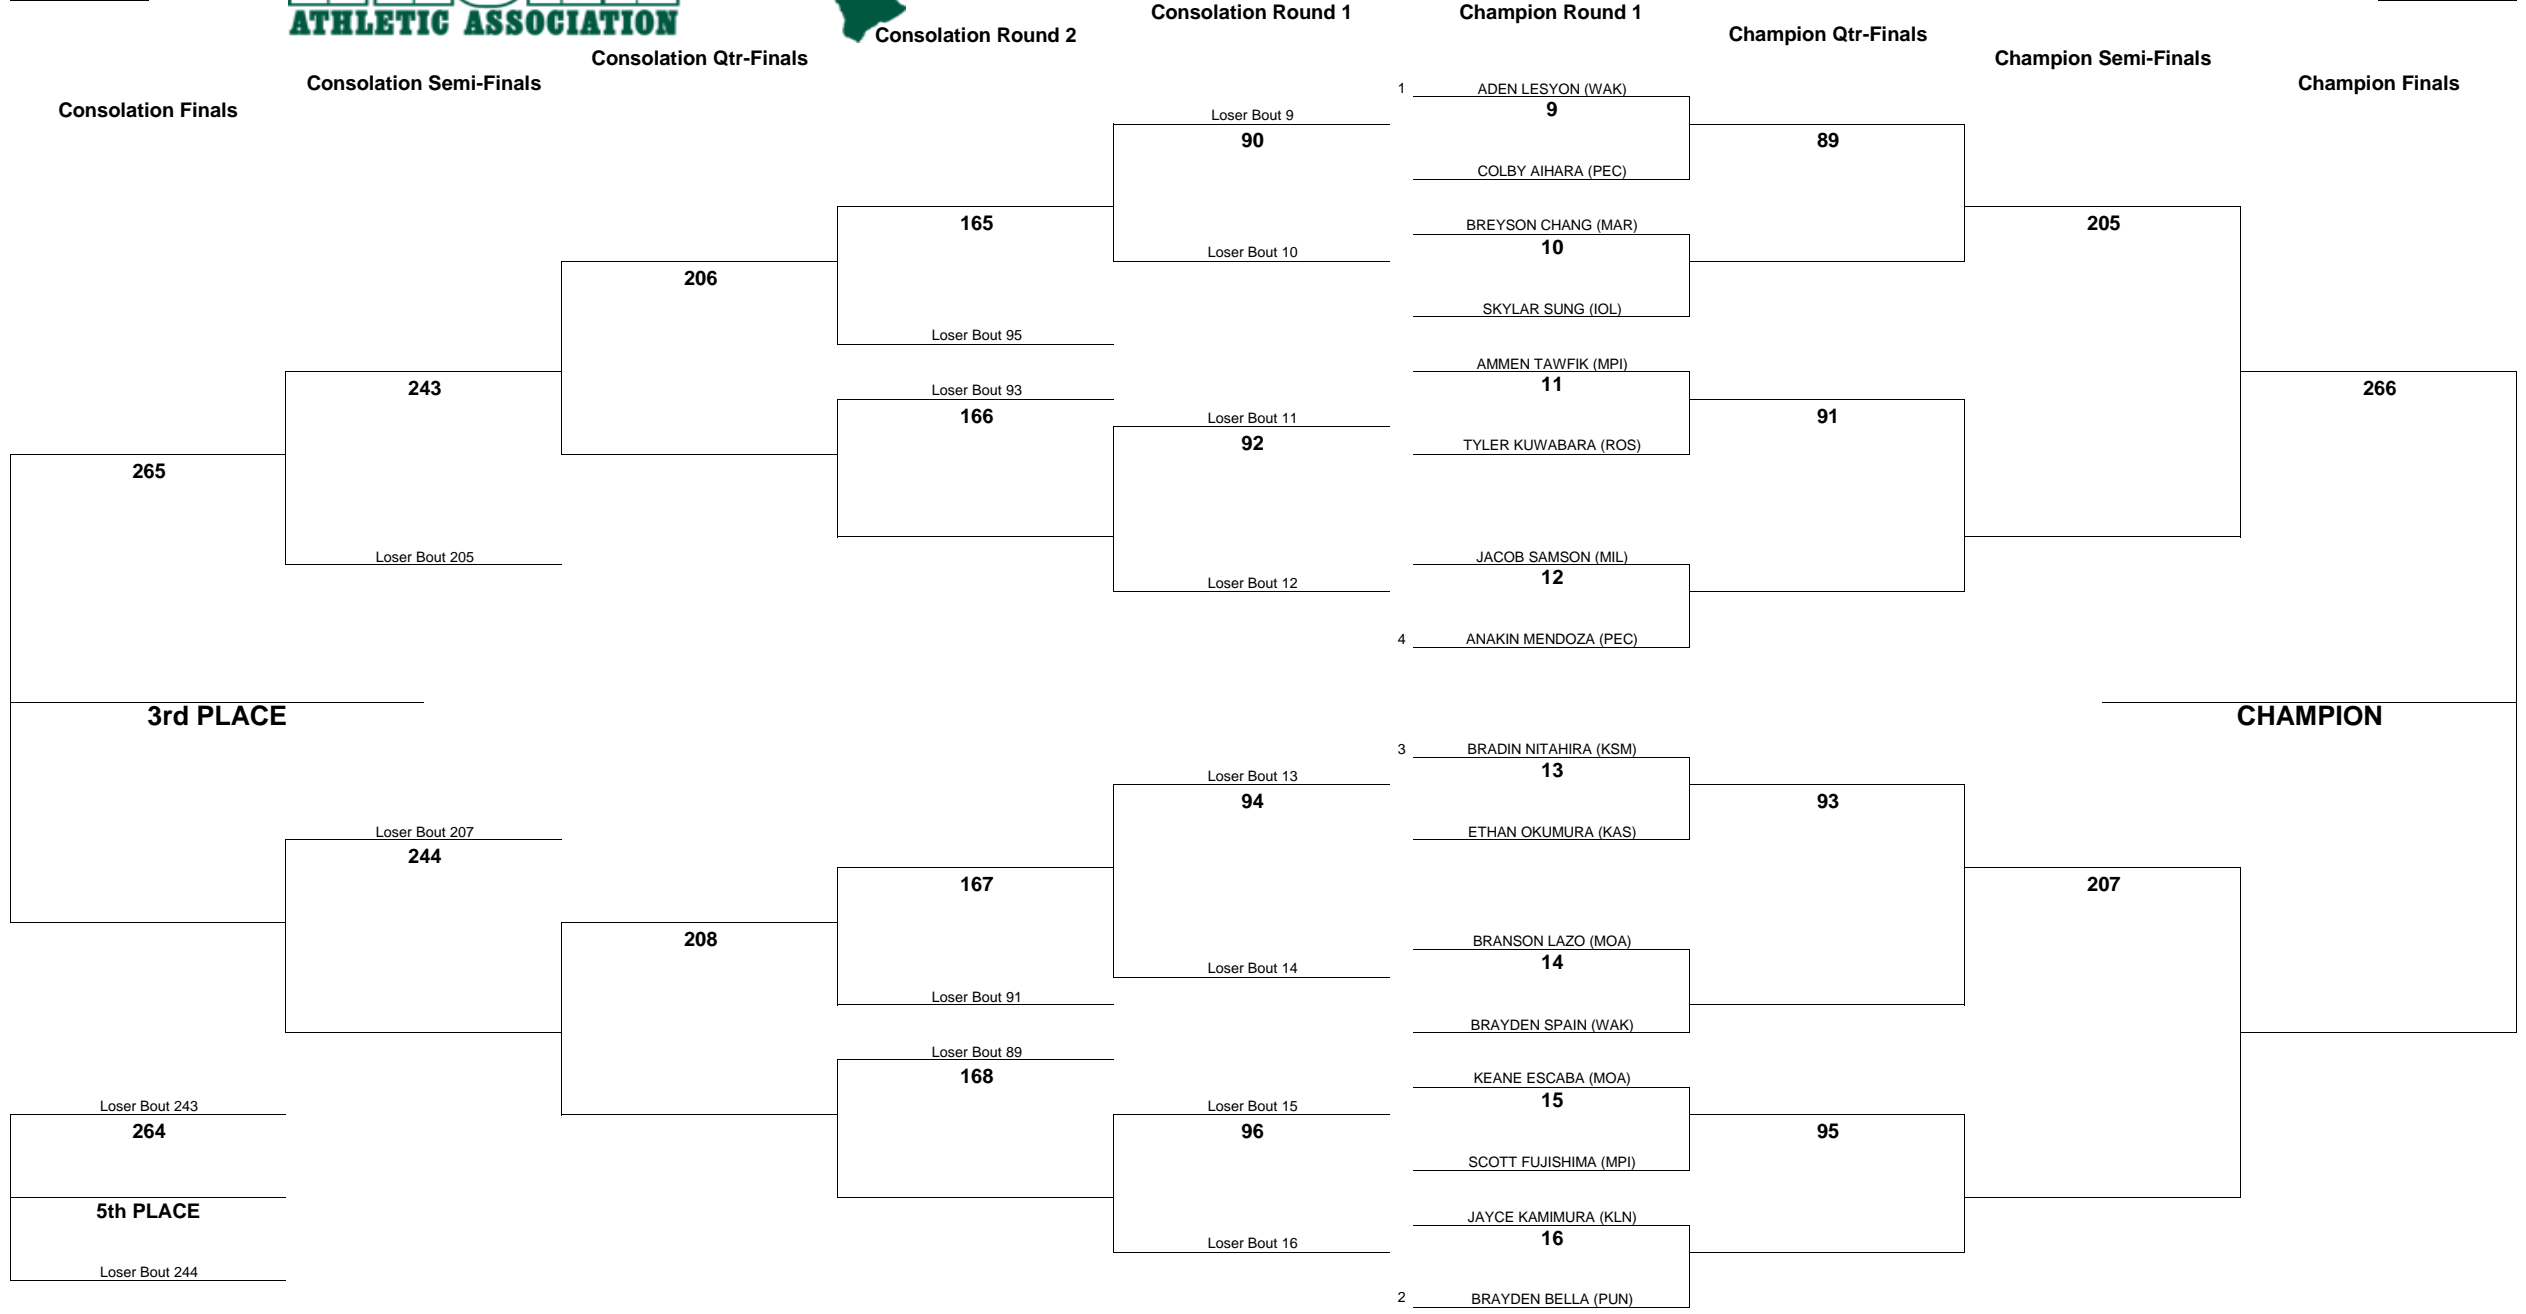 ATHLETIC ASSOCIATION
Consolation Round 1
Champion Round 1
Consolation Round 2
Champion Qtr-Finals
Consolation Qtr-Finals
Champion Semi-Finals
Consolation Semi-Finals
Champion Finals
Consolation Finals
1 ADEN LESYON (WAK)
9
Loser Bout 9
90
89
COLBY AIHARA (PEC)
165
BREYSON CHANG (MAR)
205
10
Loser Bout 10
206
SKYLAR SUNG (IOL)
Loser Bout 95
AMMEN TAWFIK (MPI)
11
243
Loser Bout 93
266
166
Loser Bout 11
91
92
TYLER KUWABARA (ROS)
265
Loser Bout 205
JACOB SAMSON (MIL)
12
Loser Bout 12
4 ANAKIN MENDOZA (PEC)
3rd PLACE
CHAMPION
3 BRADIN NITAHIRA (KSM)
13
Loser Bout 13
94
93
Loser Bout 207
ETHAN OKUMURA (KAS)
244
167
207
208
BRANSON LAZO (MOA)
14
Loser Bout 14
Loser Bout 91
BRAYDEN SPAIN (WAK)
Loser Bout 89
168
KEANE ESCABA (MOA)
15
Loser Bout 243
Loser Bout 15
264
96
95
SCOTT FUJISHIMA (MPI)
5th PLACE
JAYCE KAMIMURA (KLN)
16
Loser Bout 16
Loser Bout 244
2 BRAYDEN BELLA (PUN)